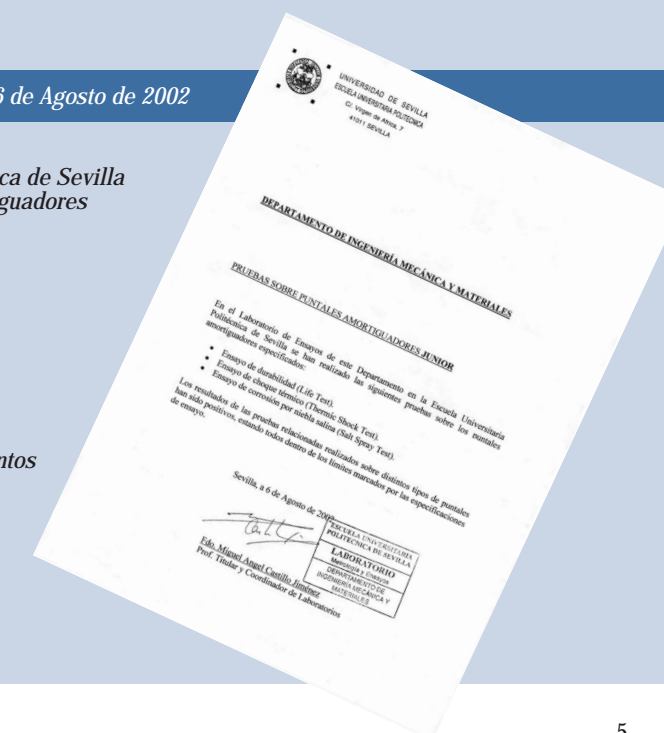 6 de Agosto de 2002
ca de Sevilla
guadores
ntos
UNIVERSIDAD DE SEVILLA
ESCUELA UNIVERSITARIA POLITECNICA
C/. Virgen de Africa, 7
41011 SEVILLA
DEPARTAMENTO DE INGENIERÍA MECÁNICA Y MATERIALES
PRUEBAS SOBRE PUNTALES AMORTIGUADORES JUNIOR
En el Laboratorio de Ensayos de este Departamento en la Escuela Universitaria
Politécnica de Sevilla se han realizado las siguientes pruebas sobre los puntales
amortiguadores especificados:
• Ensayo de durabilidad (Life Test).
• Ensayo de choque térmico (Thermic Shock Test).
• Ensayo de corrosión por niebla salina (Salt Spray Test).
Los resultados de las pruebas relacionadas realizados sobre distintos tipos de puntales
han sido positivos, estando todos dentro de los límites marcados por las especificaciones
de ensayo.
Sevilla, a 6 de Agosto de 2002
Fdo. Miguel Angel Castillo Jiménez
Prof. Titular y Coordinador de Laboratorios
ESCUELA UNIVERSITARIA
POLITECNICA DE SEVILLA
LABORATORIO
Metrología y Ensayos
DEPARTAMENTO DE
INGENIERÍA MECÁNICA Y
MATERIALES
5